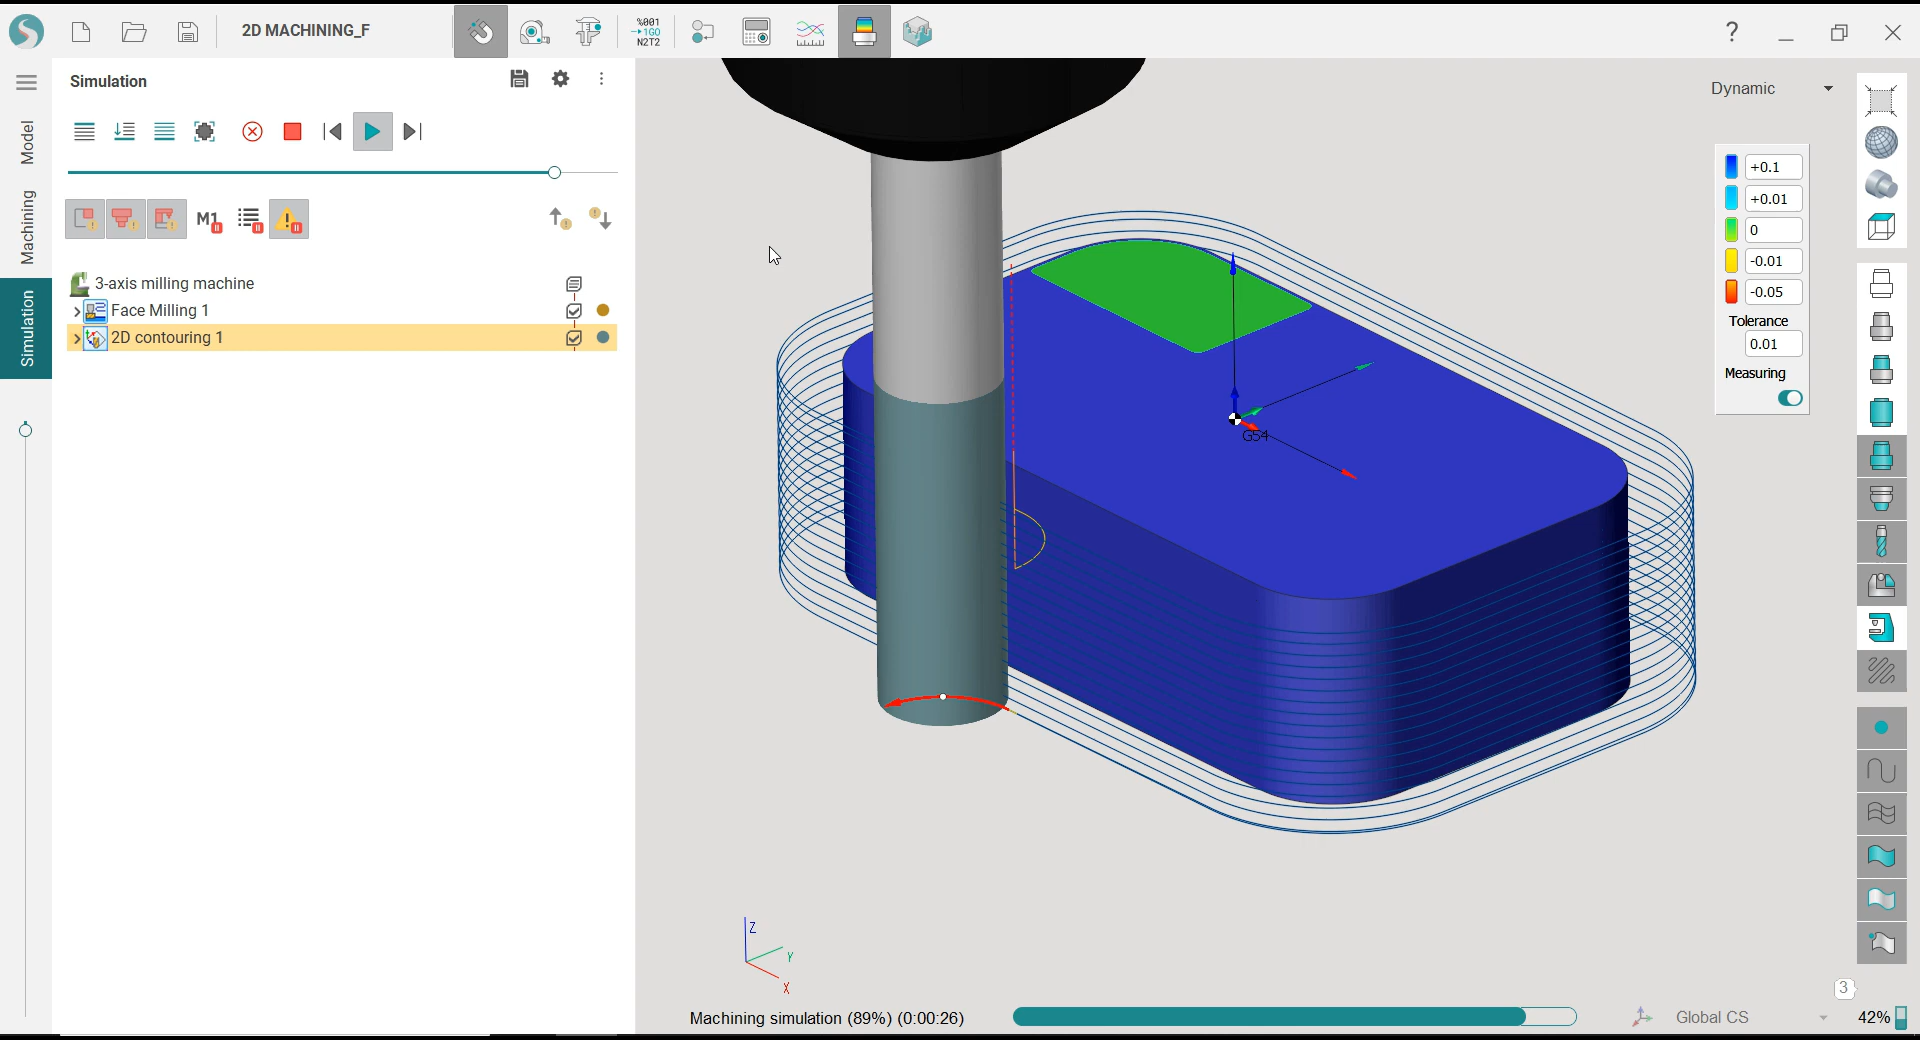 2D MACHINING_F
%001
1G0
N2T2
?
Simulation
Dynamic
Model
Machining
Simulation
M1
3-axis milling machine
Face Milling 1
2D contouring 1
+0.1
+0.01
0
-0.01
-0.05
Tolerance
0.01
Measuring
G54
Z
Y
X
3
Machining simulation (89%) (0:00:26)
Global CS
42%